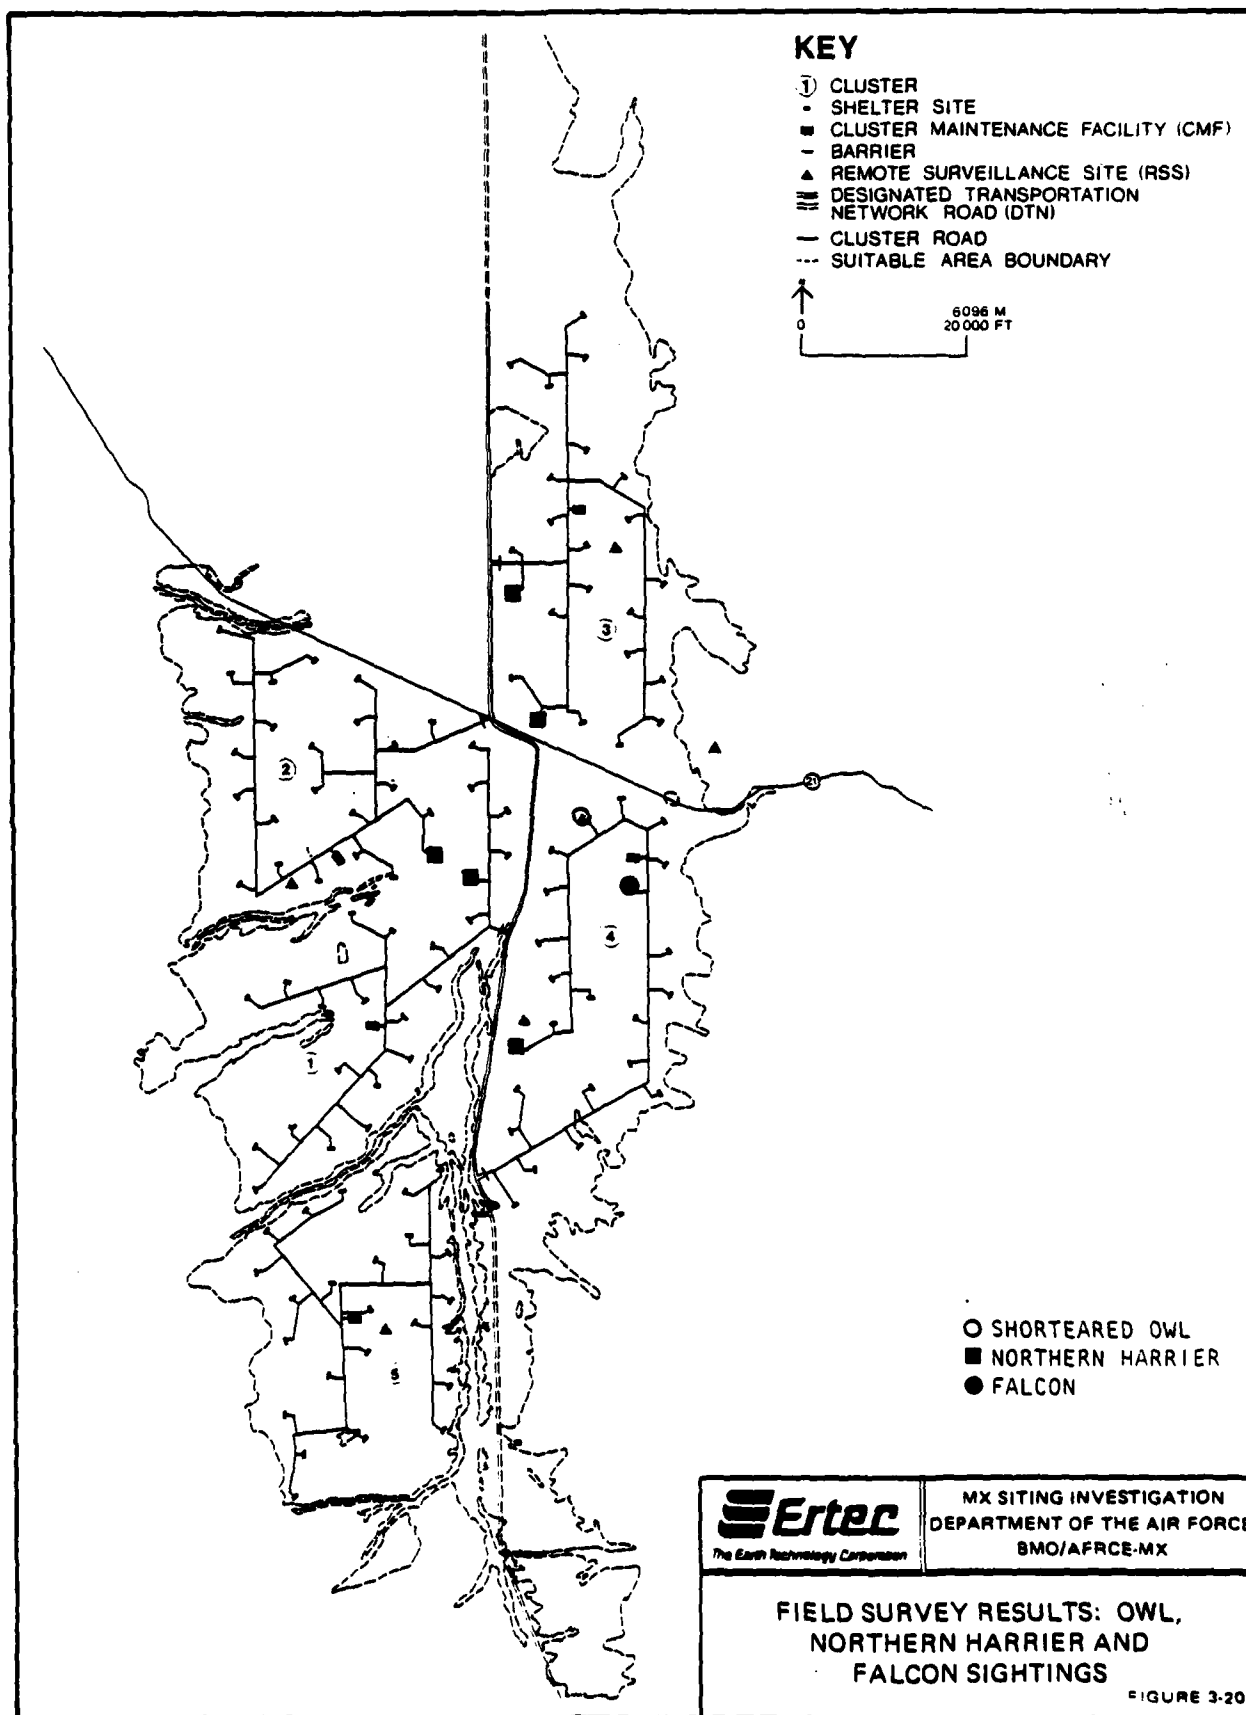 KEY
1 CLUSTER
SHELTER SITE
CLUSTER MAINTENANCE FACILITY (CMF)
BARRIER
REMOTE SURVEILLANCE SITE (RSS)
DESIGNATED TRANSPORTATION
NETWORK ROAD (DTN)
CLUSTER ROAD
SUITABLE AREA BOUNDARY
N
6096 M
0 20000 FT
3
2
21
4
1
5
SHORTEARED OWL
NORTHERN HARRIER
FALCON
Ertec
The Earth Technology Corporation
MX SITING INVESTIGATION
DEPARTMENT OF THE AIR FORCE
BMO/AFRCE-MX
FIELD SURVEY RESULTS: OWL,
NORTHERN HARRIER AND
FALCON SIGHTINGS
FIGURE 3-20